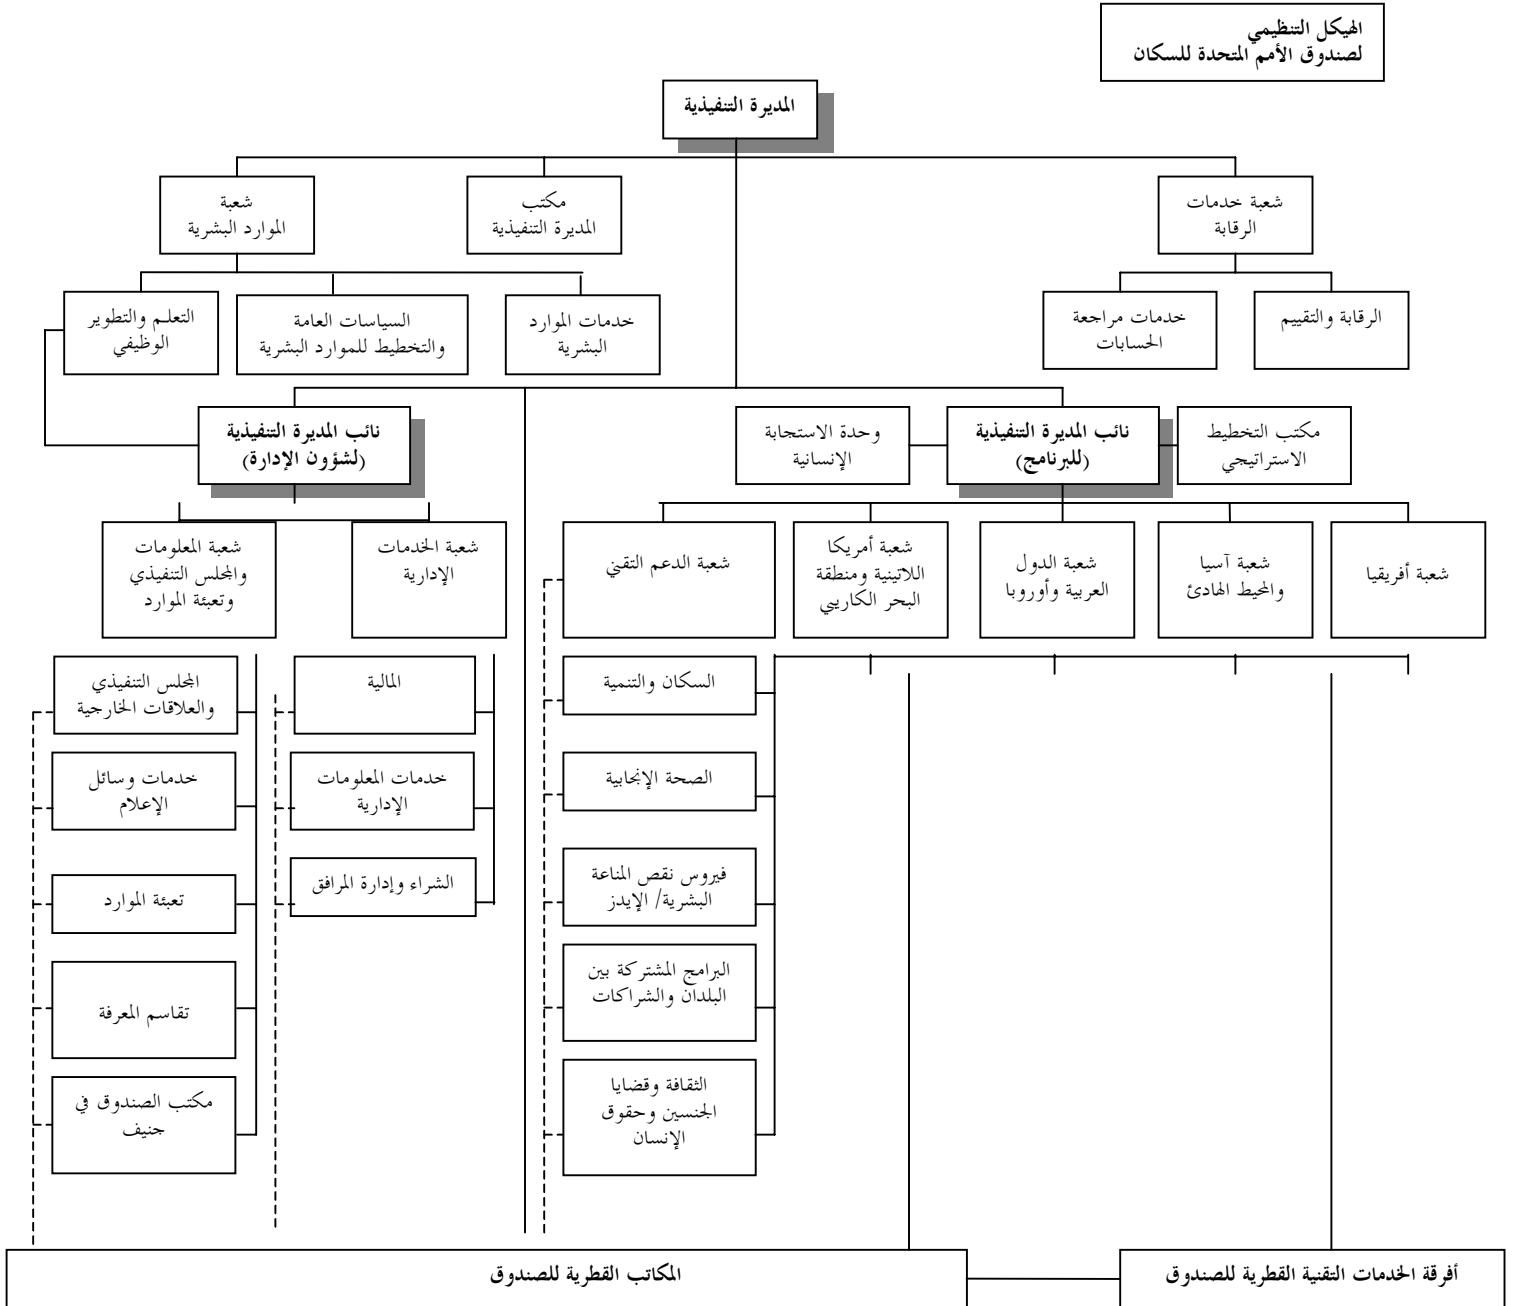 الهيكل التنظيمي
لصندوق الأمم المتحدة للسكان
المديرة التنفيذية
شعبة خدمات
الرقابة
مكتب
المديرة التنفيذية
شعبة
الموارد البشرية
الرقابة والتقييم
خدمات مراجعة
الحسابات
خدمات الموارد
البشرية
السياسات العامة
والتخطيط للموارد البشرية
التعلم والتطوير
الوظيفي
مكتب التخطيط
الاستراتيجي
نائب المديرة التنفيذية
(للبرنامج)
وحدة الاستجابة
الإنسانية
نائب المديرة التنفيذية
(لشؤون الإدارة)
شعبة أفريقيا
شعبة آسيا
والمحيط الهادئ
شعبة الدول
العربية وأوروبا
شعبة أمريكا
اللاتينية ومنطقة
البحر الكاريبي
شعبة الدعم التقني
شعبة الخدمات
الإدارية
شعبة المعلومات
والمجلس التنفيذي
وتعبئة الموارد
السكان والتنمية
الصحة الإنجابية
فيروس نقص المناعة
البشرية/ الإيدز
البرامج المشتركة بين
البلدان والشراكات
الثقافة وقضايا
الجنسين وحقوق
الإنسان
المالية
خدمات المعلومات
الإدارية
الشراء وإدارة المرافق
المجلس التنفيذي
والعلاقات الخارجية
خدمات وسائل
الإعلام
تعبئة الموارد
تقاسم المعرفة
مكتب الصندوق في
جنيف
أفرقة الخدمات التقنية القطرية للصندوق
المكاتب القطرية للصندوق